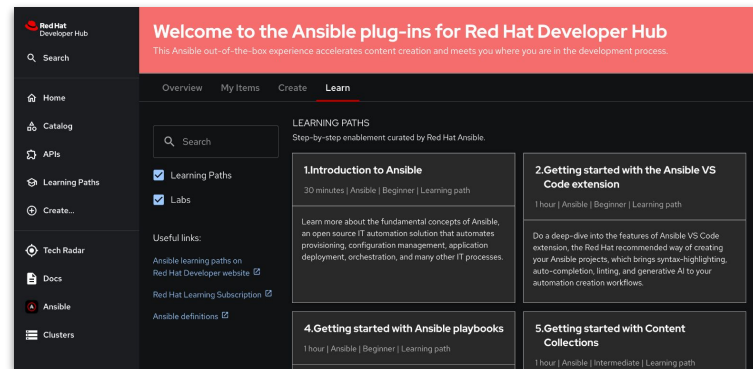 Red Hat
Developer Hub
Search
Home
Catalog
APIs
Learning Paths
Create...
Tech Radar
Docs
Ansible
Clusters
Welcome to the Ansible plug-ins for Red Hat Developer Hub
This Ansible out-of-the-box experience accelerates content creation and meets you where you are in the development process.
Overview My Items Create Learn
Search
Learning Paths
Labs
Useful links:
Ansible learning paths on
Red Hat Developer website
Red Hat Learning Subscription
Ansible definitions
LEARNING PATHS
Step-by-step enablement curated by Red Hat Ansible.
1.Introduction to Ansible
30 minutes | Ansible | Beginner | Learning path
Learn more about the fundamental concepts of Ansible,
an open source IT automation solution that automates
provisioning, configuration management, application
deployment, orchestration, and many other IT processes.
2.Getting started with the Ansible VS
Code extension
1 hour | Ansible | Beginner | Learning path
Do a deep-dive into the features of Ansible VS Code
extension, the Red Hat recommended way of creating
your Ansible projects, which brings syntax-highlighting,
auto-completion, linting, and generative AI to your
automation creation workflows.
4.Getting started with Ansible playbooks
1 hour | Ansible | Beginner | Learning path
5.Getting started with Content
Collections
1 hour | Ansible | Intermediate | Learning path